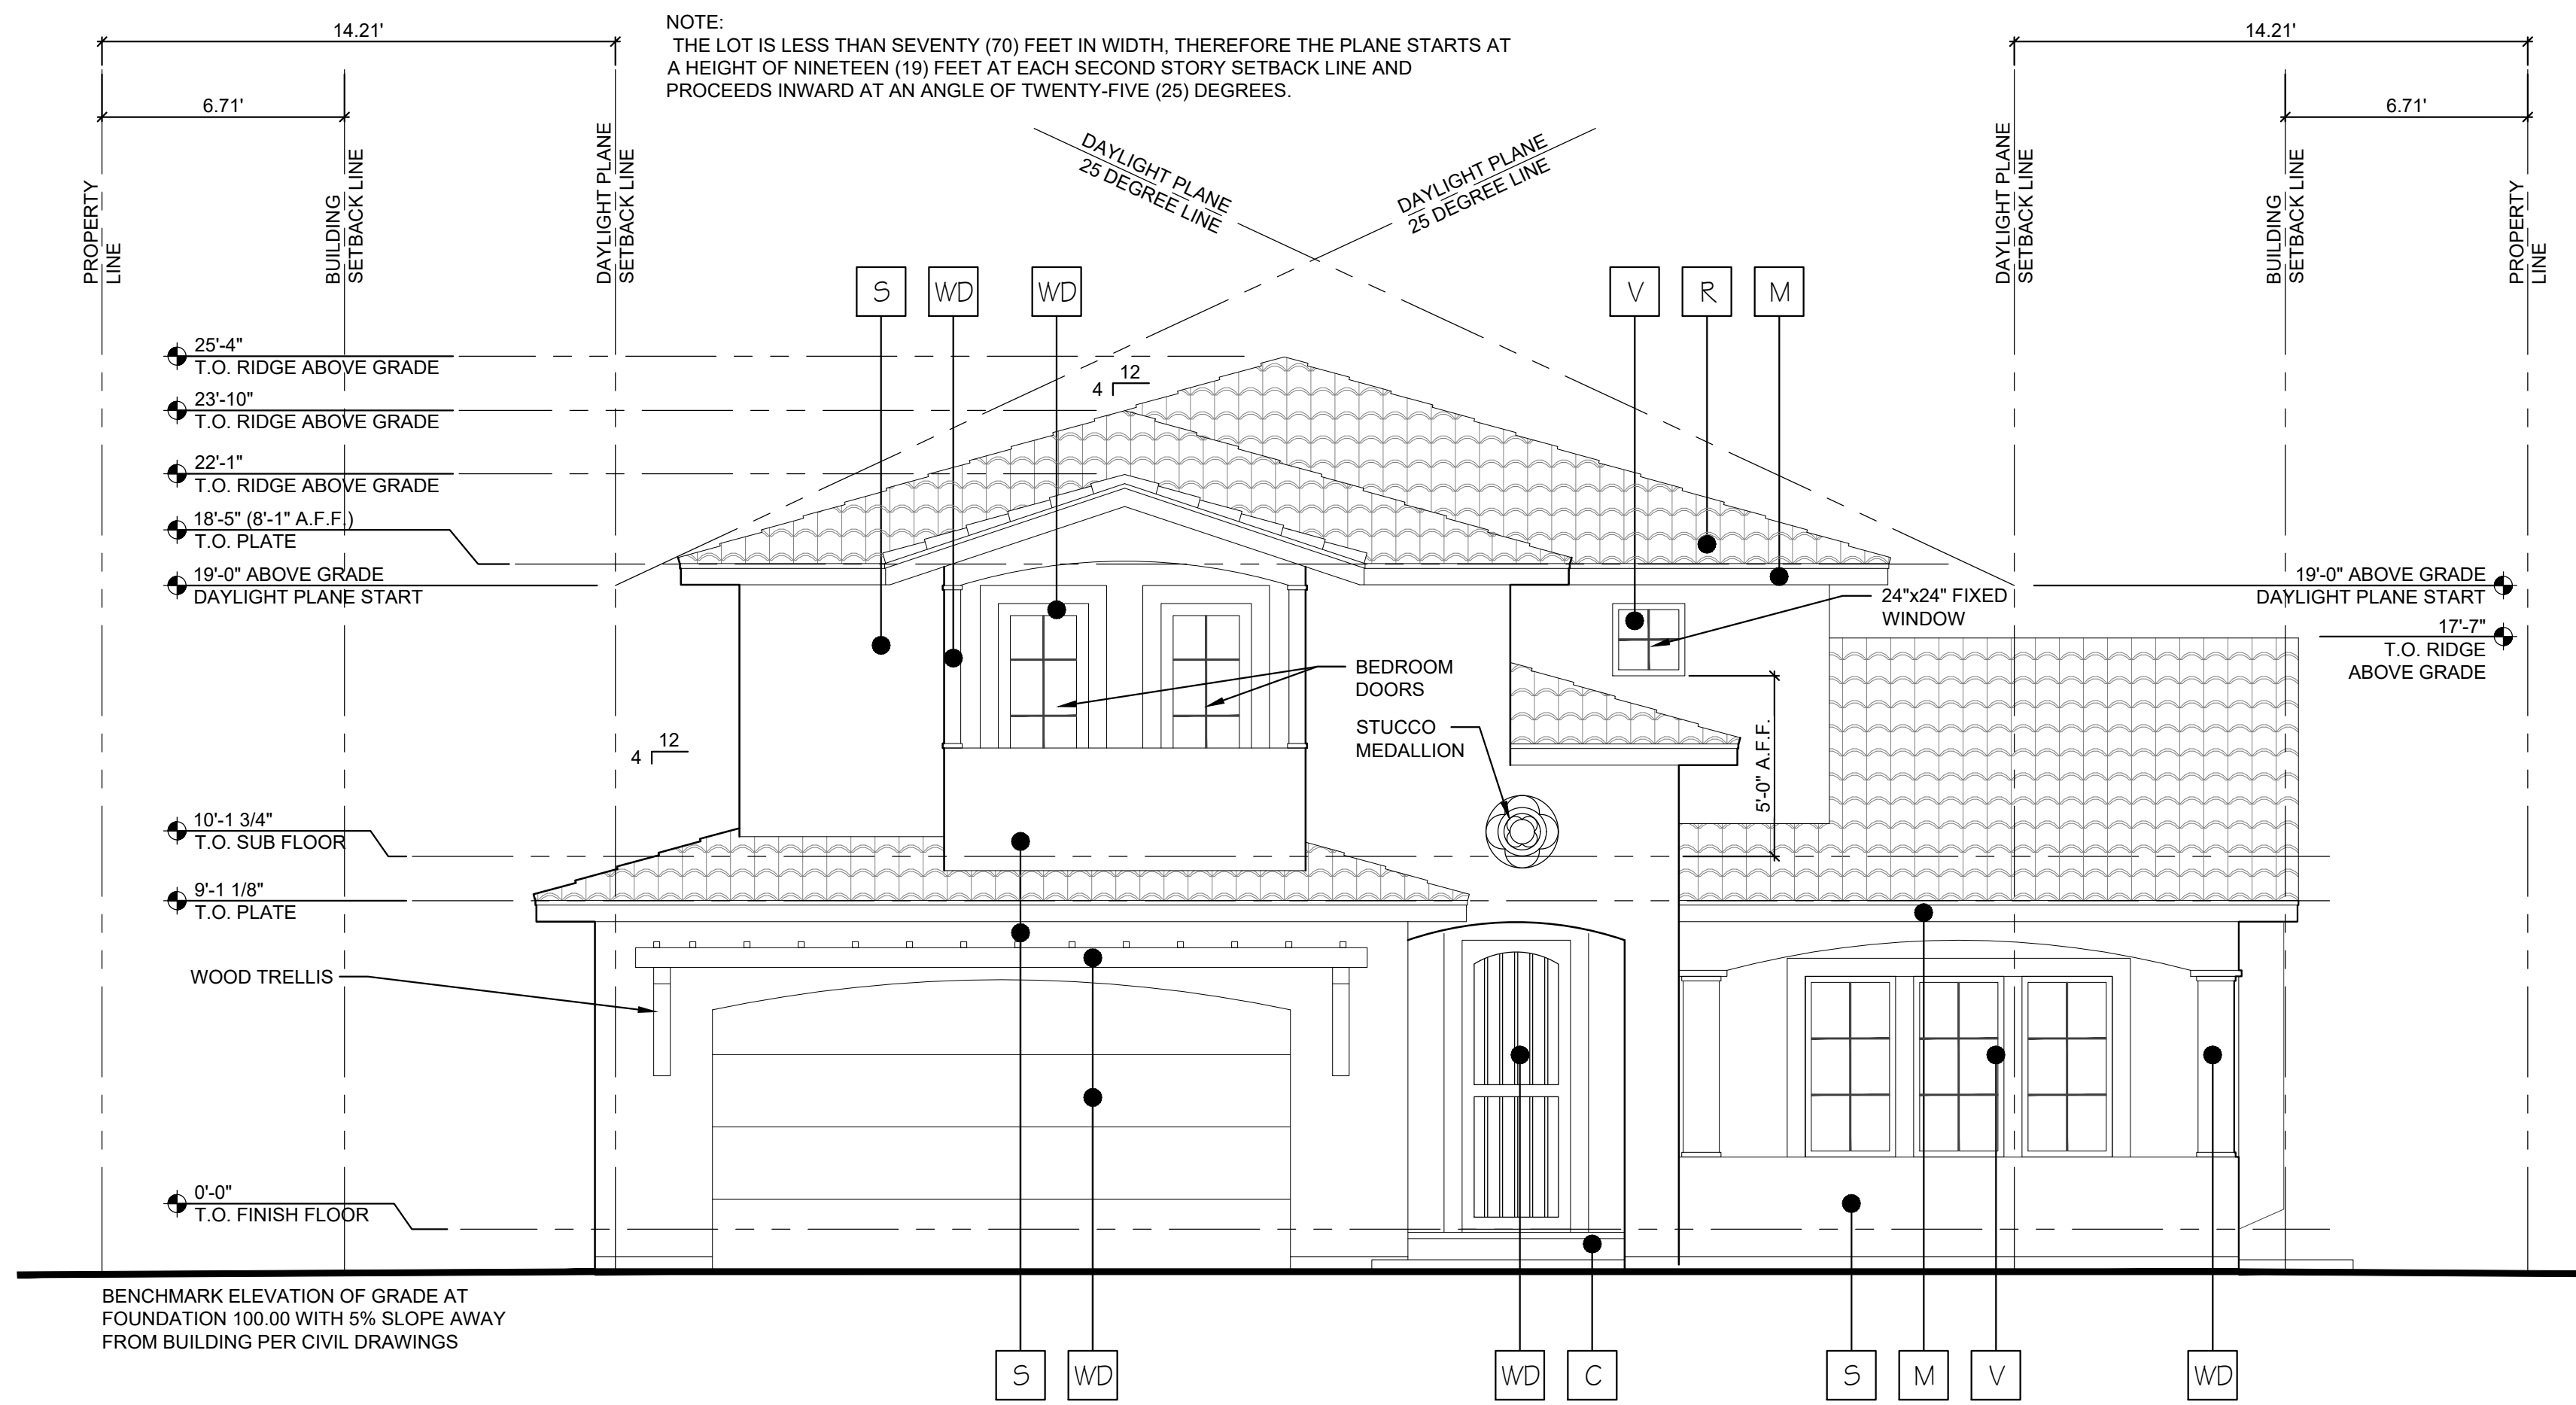 14.21'
NOTE:
THE LOT IS LESS THAN SEVENTY (70) FEET IN WIDTH, THEREFORE THE PLANE STARTS AT
A HEIGHT OF NINETEEN (19) FEET AT EACH SECOND STORY SETBACK LINE AND
PROCEEDS INWARD AT AN ANGLE OF TWENTY-FIVE (25) DEGREES.
14.21'
6.71'
6.71'
PROPERTY
LINE
BUILDING
SETBACK LINE
DAYLIGHT PLANE
SETBACK LINE
DAYLIGHT PLANE
25 DEGREE LINE
DAYLIGHT PLANE
25 DEGREE LINE
DAYLIGHT PLANE
SETBACK LINE
BUILDING
SETBACK LINE
PROPERTY
LINE
S
WD
WD
V
R
M
25'-4"
T.O. RIDGE ABOVE GRADE
23'-10"
T.O. RIDGE ABOVE GRADE
22'-1"
T.O. RIDGE ABOVE GRADE
18'-5" (8'-1" A.F.F.)
T.O. PLATE
19'-0" ABOVE GRADE
DAYLIGHT PLANE START
12
4
19'-0" ABOVE GRADE
DAYLIGHT PLANE START
24"x24" FIXED
WINDOW
17'-7"
T.O. RIDGE
ABOVE GRADE
BEDROOM
DOORS
STUCCO
MEDALLION
5'-0" A.F.F.
12
4
10'-1 3/4"
T.O. SUB FLOOR
9'-1 1/8"
T.O. PLATE
WOOD TRELLIS
0'-0"
T.O. FINISH FLOOR
BENCHMARK ELEVATION OF GRADE AT
FOUNDATION 100.00 WITH 5% SLOPE AWAY
FROM BUILDING PER CIVIL DRAWINGS
S
WD
WD
C
S
M
V
WD